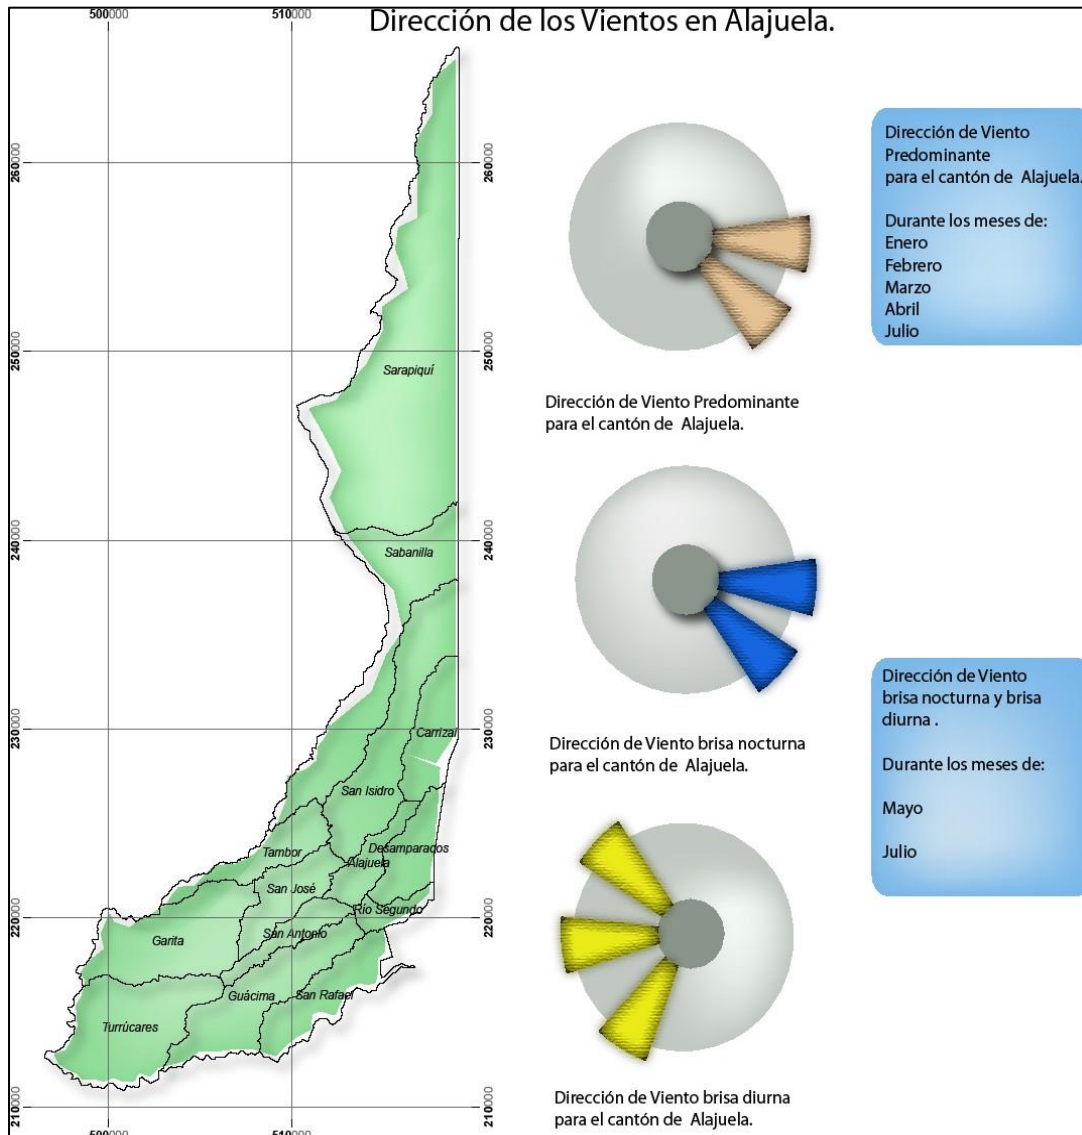 Dirección de los Vientos en Alajuela.
500000
510000
260000
260000
250000
250000
240000
240000
230000
230000
220000
220000
210000
210000
500000
510000
Sarapiquí
Sabanilla
Carrizal
San Isidro
Desamparados
Tambor
Alajuela
San José
Río Segundo
San Antonio
Garita
Guácima
San Rafael
Turrúcares
Dirección de Viento Predominante
para el cantón de Alajuela.
Dirección de Viento brisa nocturna
para el cantón de Alajuela.
Dirección de Viento brisa diurna
para el cantón de Alajuela.
Dirección de Viento
Predominante
para el cantón de Alajuela.
Durante los meses de:
Enero
Febrero
Marzo
Abril
Julio
Dirección de Viento
brisa nocturna y brisa
diurna .
Durante los meses de:
Mayo
Julio